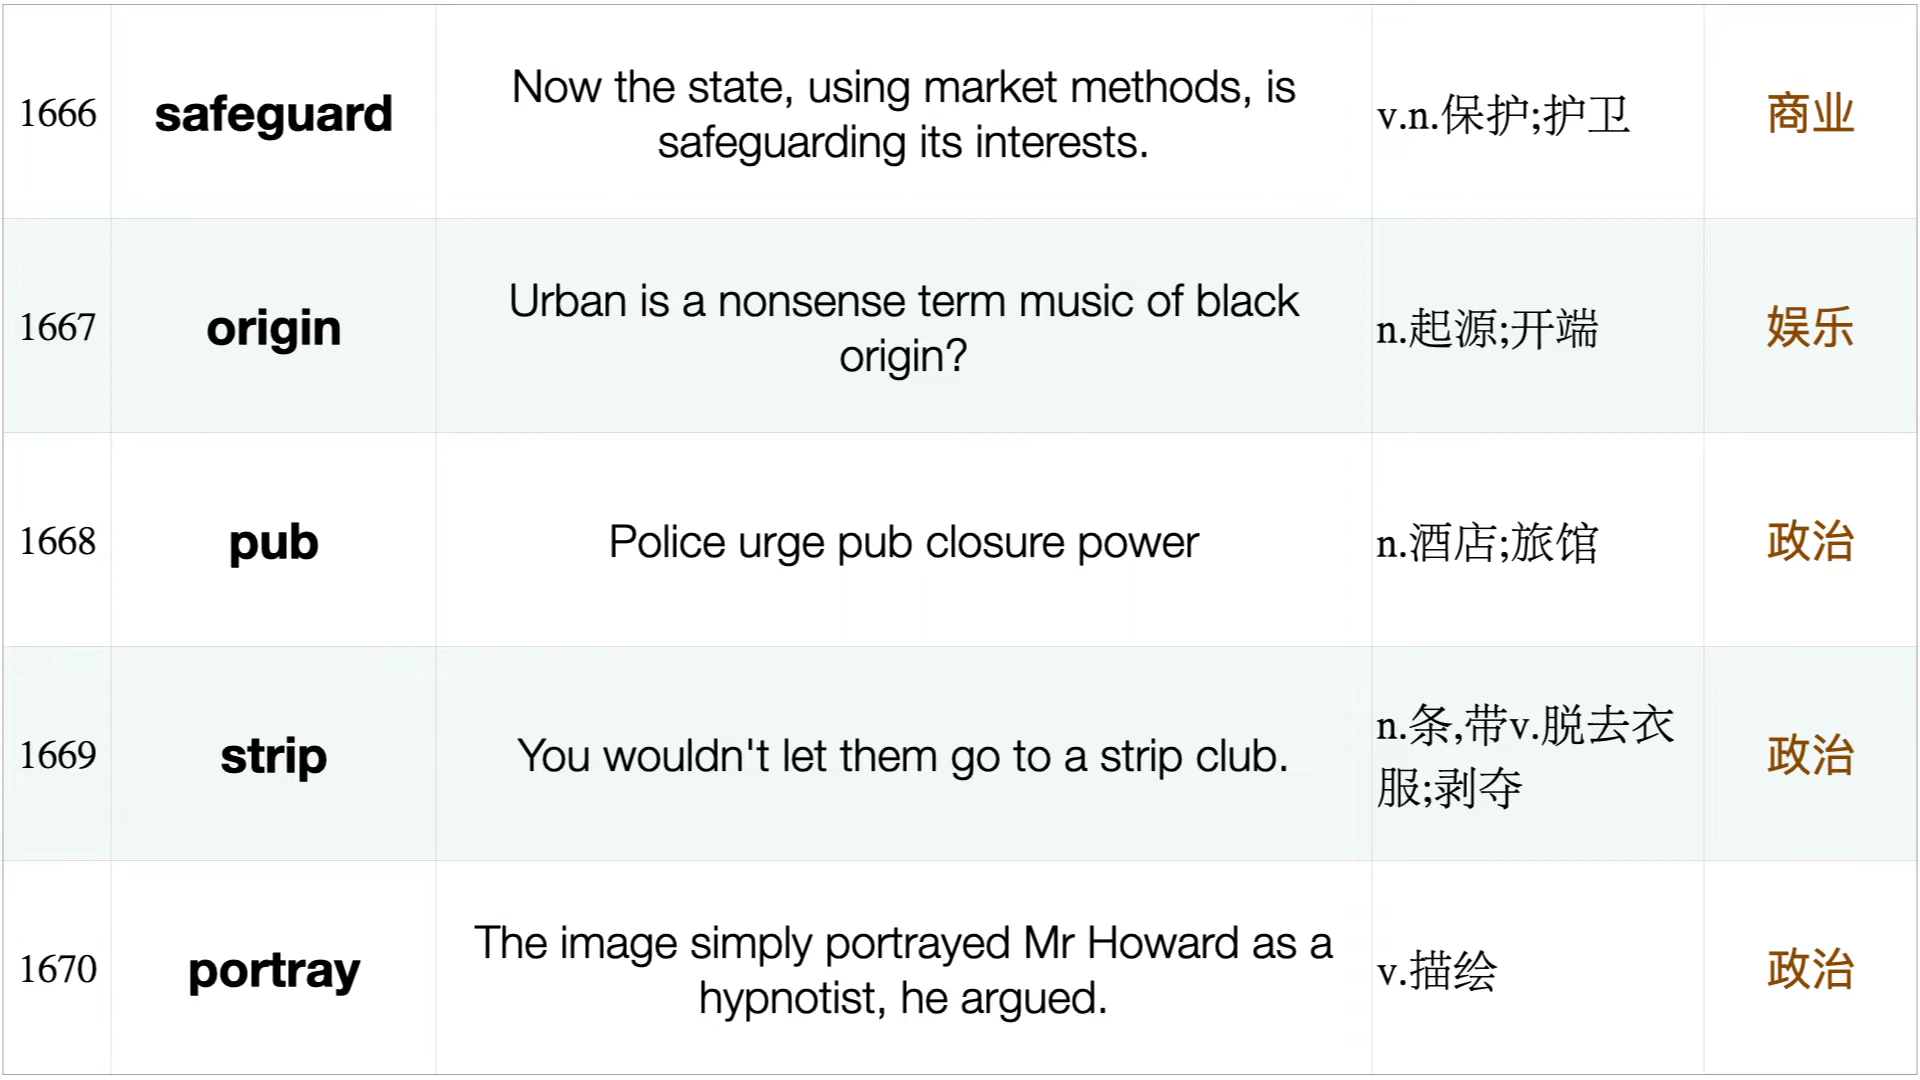 1666
safeguard
Now the state, using market methods, is
safeguarding its interests.
v.n.保护;护卫
商业
1667
origin
Urban is a nonsense term music of black
origin?
n.起源;开端
娱乐
1668
pub
Police urge pub closure power
n.酒店;旅馆
政治
1669
strip
You wouldn't let them go to a strip club.
n.条,带v.脱去衣
服;剥夺
政治
1670
portray
The image simply portrayed Mr Howard as a
hypnotist, he argued.
v.描绘
政治